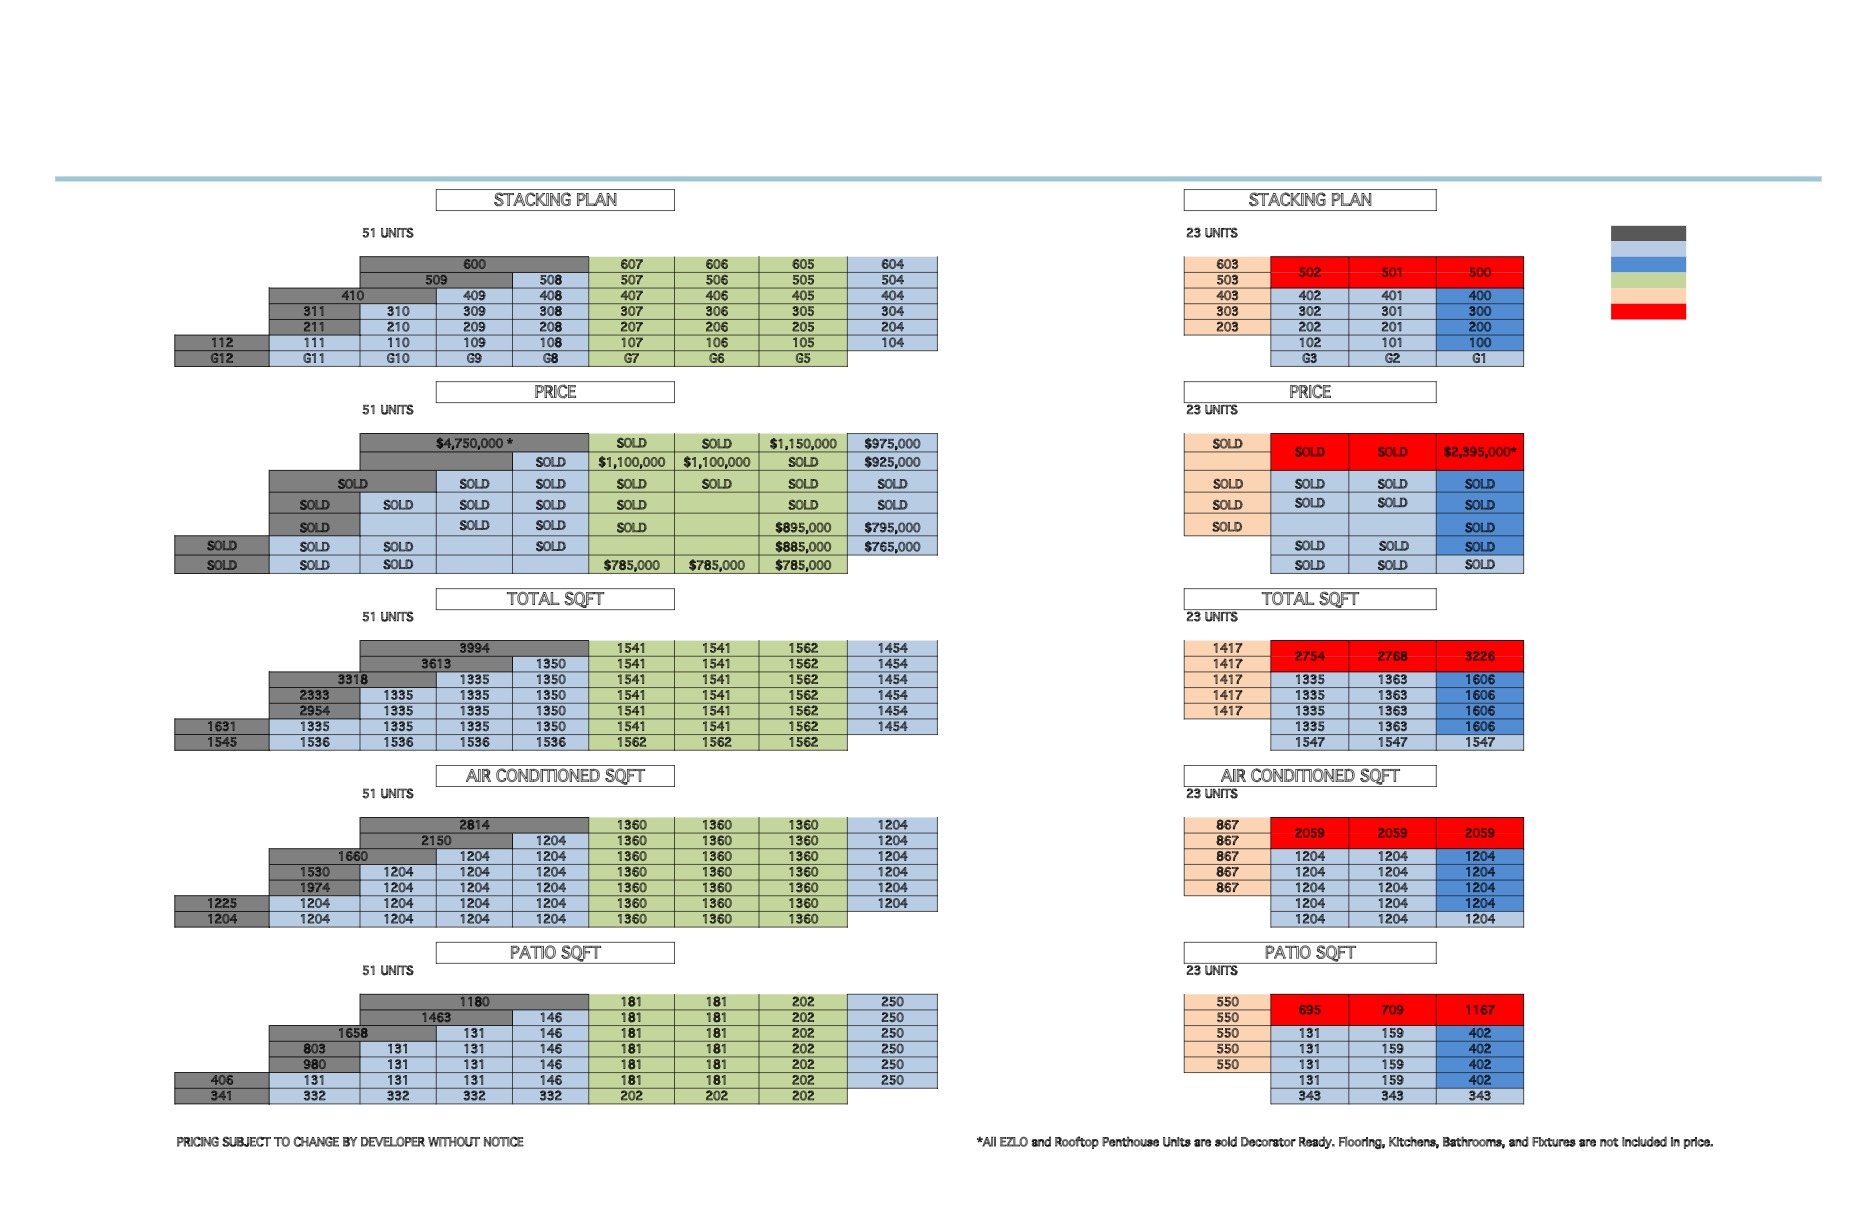 STACKING PLAN STACKING PLAN
51 UNITS 23 UNITS
600 607 606 605 604 603 502 501 500
509 508 507 506 505 504 503
410 409 408 407 406 405 404 403 402 401 400
311 310 309 308 307 306 305 304 303 302 301 300
211 210 209 208 207 206 205 204 203 202 201 200
112 111 110 109 108 107 106 105 104 102 101 100
G12 G11 G10 G9 G8 G7 G6 G5 G3 G2 G1
PRICE PRICE
51 UNITS 23 UNITS
$4,750,000 * SOLD SOLD $1,150,000 $975,000 SOLD SOLD SOLD $2,395,000*
SOLD $1,100,000 $1,100,000 SOLD $925,000
SOLD SOLD SOLD SOLD SOLD SOLD SOLD SOLD SOLD SOLD SOLD
SOLD SOLD SOLD SOLD SOLD SOLD SOLD SOLD SOLD SOLD SOLD
SOLD SOLD SOLD SOLD $895,000 $795,000 SOLD SOLD
SOLD SOLD SOLD SOLD $885,000 $765,000 SOLD SOLD SOLD
SOLD SOLD SOLD $785,000 $785,000 $785,000 SOLD SOLD SOLD
TOTAL SQFT TOTAL SQFT
51 UNITS 23 UNITS
3994 1541 1541 1562 1454 1417 2754 2768 3226
3613 1350 1541 1541 1562 1454 1417
3318 1335 1350 1541 1541 1562 1454 1417 1335 1363 1606
2333 1335 1335 1350 1541 1541 1562 1454 1417 1335 1363 1606
2954 1335 1335 1350 1541 1541 1562 1454 1417 1335 1363 1606
1631 1335 1335 1335 1350 1541 1541 1562 1454 1335 1363 1606
1545 1536 1536 1536 1536 1562 1562 1562 1547 1547 1547
AIR CONDITIONED SQFT AIR CONDITIONED SQFT
51 UNITS 23 UNITS
2814 1360 1360 1360 1204 867 2059 2059 2059
2150 1204 1360 1360 1360 1204 867
1660 1204 1204 1360 1360 1360 1204 867 1204 1204 1204
1530 1204 1204 1204 1360 1360 1360 1204 867 1204 1204 1204
1974 1204 1204 1204 1360 1360 1360 1204 867 1204 1204 1204
1225 1204 1204 1204 1204 1360 1360 1360 1204 1204 1204 1204
1204 1204 1204 1204 1204 1360 1360 1360 1204 1204 1204
PATIO SQFT PATIO SQFT
51 UNITS 23 UNITS
1180 181 181 202 250 550 695 709 1167
1463 146 181 181 202 250 550
1658 131 146 181 181 202 250 550 131 159 402
803 131 131 146 181 181 202 250 550 131 159 402
980 131 131 146 181 181 202 250 550 131 159 402
406 131 131 131 146 181 181 202 250 131 159 402
341 332 332 332 332 202 202 202 343 343 343
PRICING SUBJECT TO CHANGE BY DEVELOPER WITHOUT NOTICE *All EZLO and Rooftop Penthouse Units are sold Decorator Ready. Flooring, Kitchens, Bathrooms, and Fixtures are not included in price.